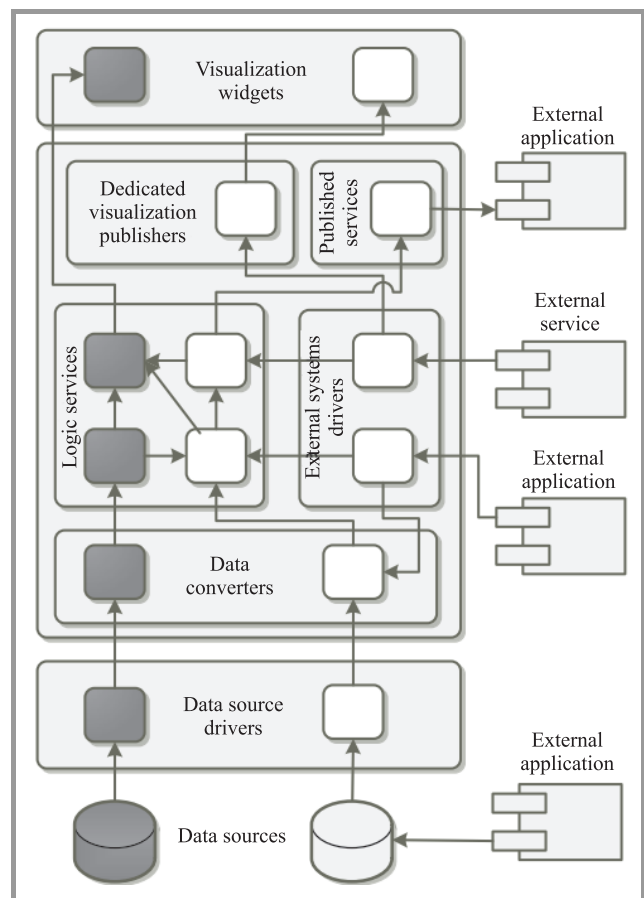 Visualization
widgets
External
application
Dedicated
visualization
publishers
Published
services
External
service
Logic services
External systems
drivers
External
application
Data
converters
Data source
drivers
External
application
Data sources